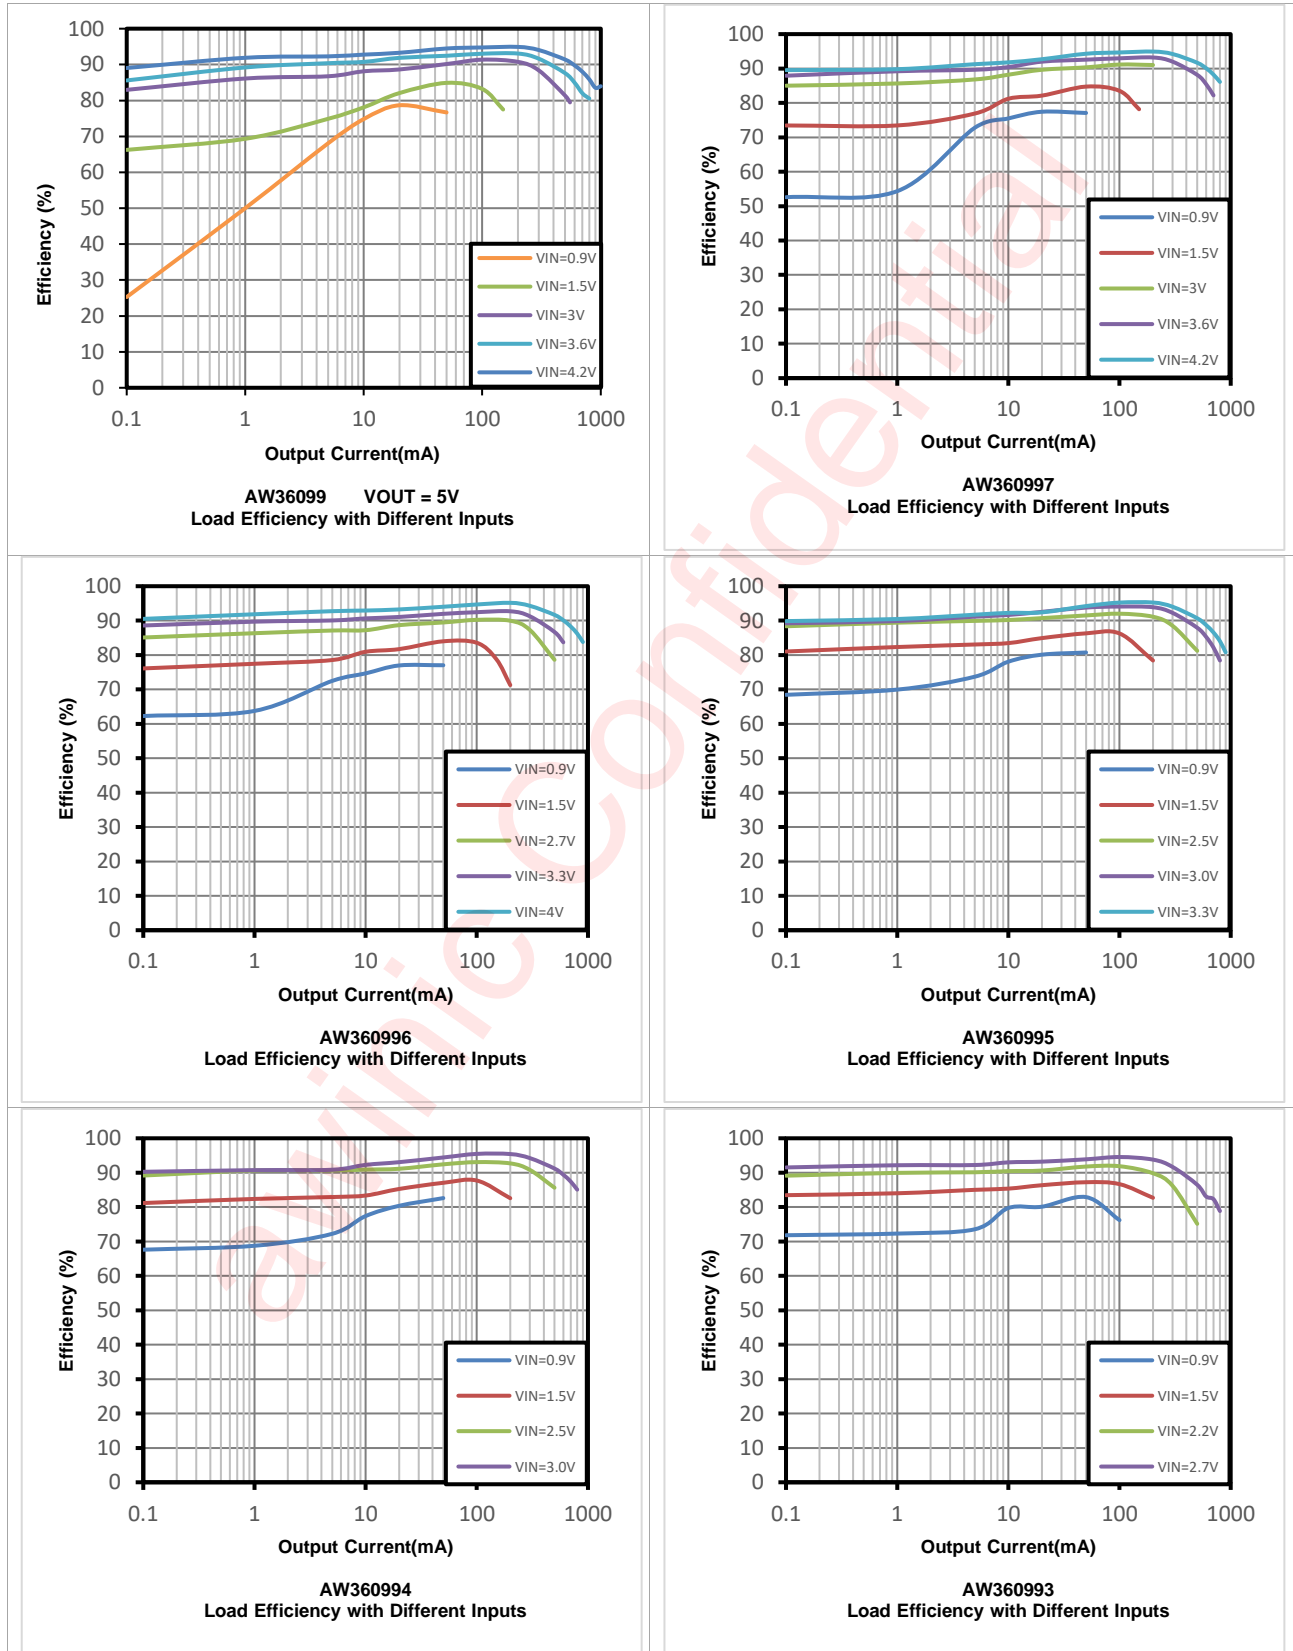 100
90
80
70
60
50
40
30
20
10
0
Efficiency (%)
VIN=0.9V
VIN=1.5V
VIN=3V
VIN=3.6V
VIN=4.2V
0.1 1 10 100 1000
Output Current(mA)
AW36099 VOUT = 5V
Load Efficiency with Different Inputs
100
90
80
70
60
50
40
30
20
10
0
Efficiency (%)
VIN=0.9V
VIN=1.5V
VIN=3V
VIN=3.6V
VIN=4.2V
0.1 1 10 100 1000
Output Current(mA)
AW360997
Load Efficiency with Different Inputs
100
90
80
70
60
50
40
30
20
10
0
Efficiency (%)
VIN=0.9V
VIN=1.5V
VIN=2.7V
VIN=3.3V
VIN=4V
0.1 1 10 100 1000
Output Current(mA)
AW360996
Load Efficiency with Different Inputs
100
90
80
70
60
50
40
30
20
10
0
Efficiency (%)
VIN=0.9V
VIN=1.5V
VIN=2.5V
VIN=3.0V
VIN=3.3V
0.1 1 10 100 1000
Output Current(mA)
AW360995
Load Efficiency with Different Inputs
100
90
80
70
60
50
40
30
20
10
0
Efficiency (%)
VIN=0.9V
VIN=1.5V
VIN=2.5V
VIN=3.0V
0.1 1 10 100 1000
Output Current(mA)
AW360994
Load Efficiency with Different Inputs
100
90
80
70
60
50
40
30
20
10
0
Efficiency (%)
VIN=0.9V
VIN=1.5V
VIN=2.2V
VIN=2.7V
0.1 1 10 100 1000
Output Current(mA)
AW360993
Load Efficiency with Different Inputs
awinic Confidential